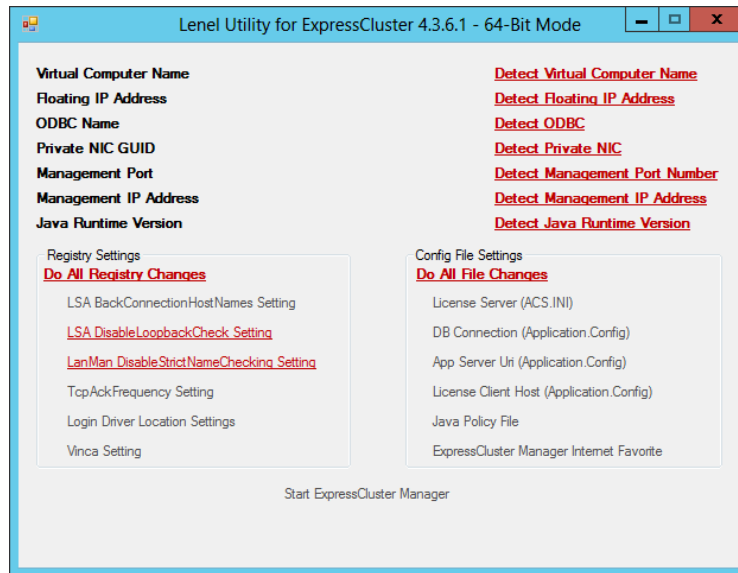 Lenel Utility for ExpressCluster 4.3.6.1 - 64-Bit Mode
Virtual Computer Name Detect Virtual Computer Name
Floating IP Address Detect Floating IP Address
ODBC Name Detect ODBC
Private NIC GUID Detect Private NIC
Management Port Detect Management Port Number
Management IP Address Detect Management IP Address
Java Runtime Version Detect Java Runtime Version
Registry Settings
Do All Registry Changes
LSA BackConnectionHostNames Setting
LSA DisableLoopbackCheck Setting
LanMan DisableStrictNameChecking Setting
TcpAckFrequency Setting
Login Driver Location Settings
Vinca Setting
Config File Settings
Do All File Changes
License Server (ACS.INI)
DB Connection (Application.Config)
App Server Uri (Application.Config)
License Client Host (Application.Config)
Java Policy File
ExpressCluster Manager Internet Favorite
Start ExpressCluster Manager